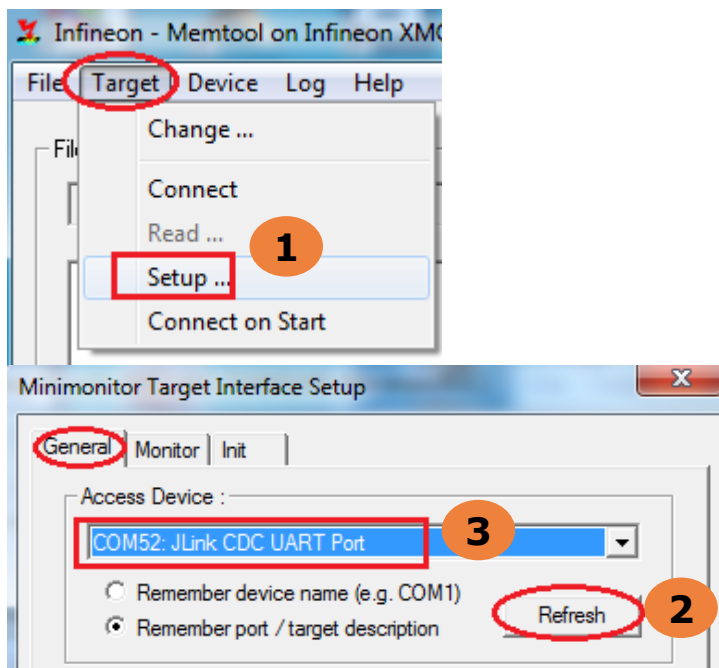 Infineon - Memtool on Infineon XMC
File Target Device Log Help
Change ...
Connect
Read ...
1
Setup ...
Connect on Start
Minimonitor Target Interface Setup
General Monitor Init
Access Device :
COM52: JLink CDC UART Port 3
Remember device name (e.g. COM1)
Remember port / target description
Refresh 2